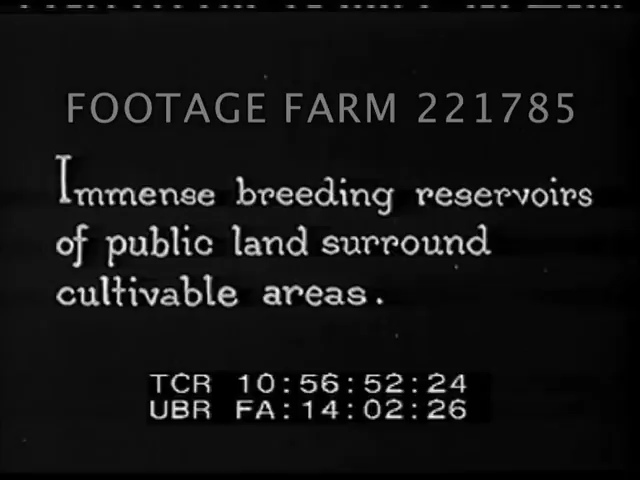 FOOTAGE FARM 221785
Immense breeding reservoirs
of public land surround
cultivable areas.
TCR 10:56:52:24
UBR FA:14:02:26